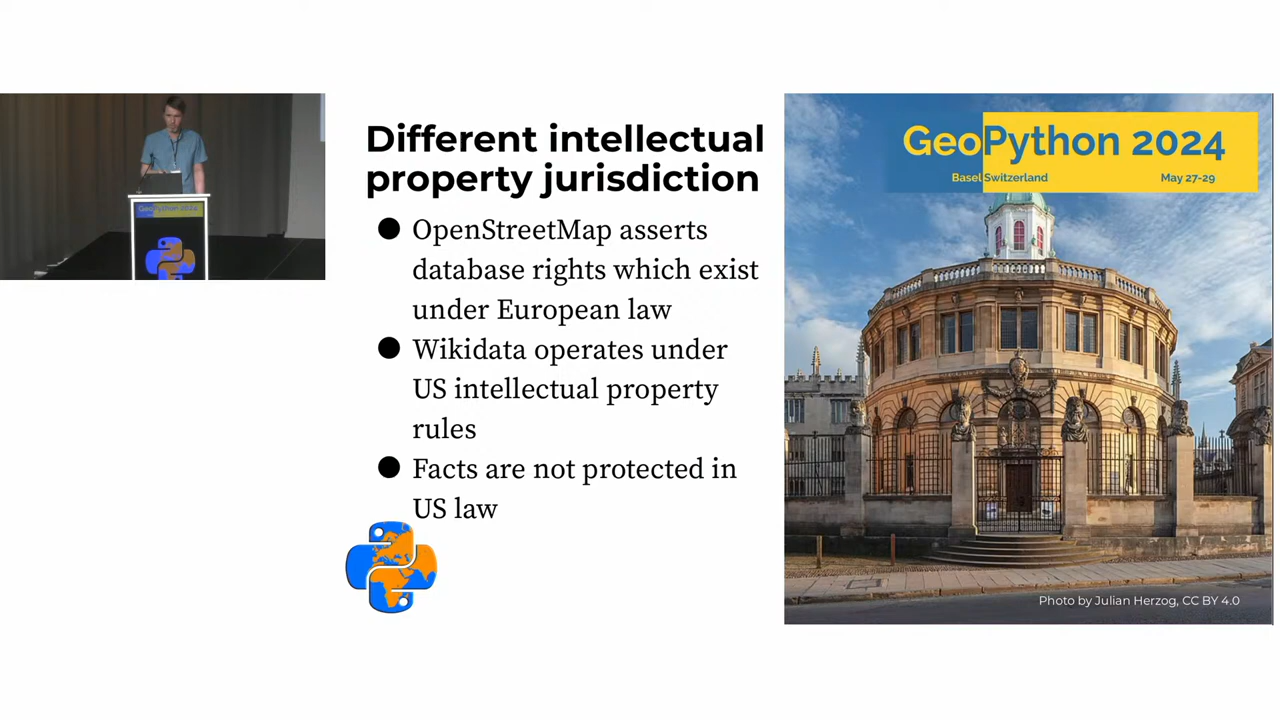 Different intellectual
property jurisdiction
● OpenStreetMap asserts
database rights which exist
under European law
● Wikidata operates under
US intellectual property
rules
● Facts are not protected in
US law
GeoPython 2024
Basel Switzerland
May 27-29
Photo by Julian Herzog, CC BY 4.0
GeoPython 2024